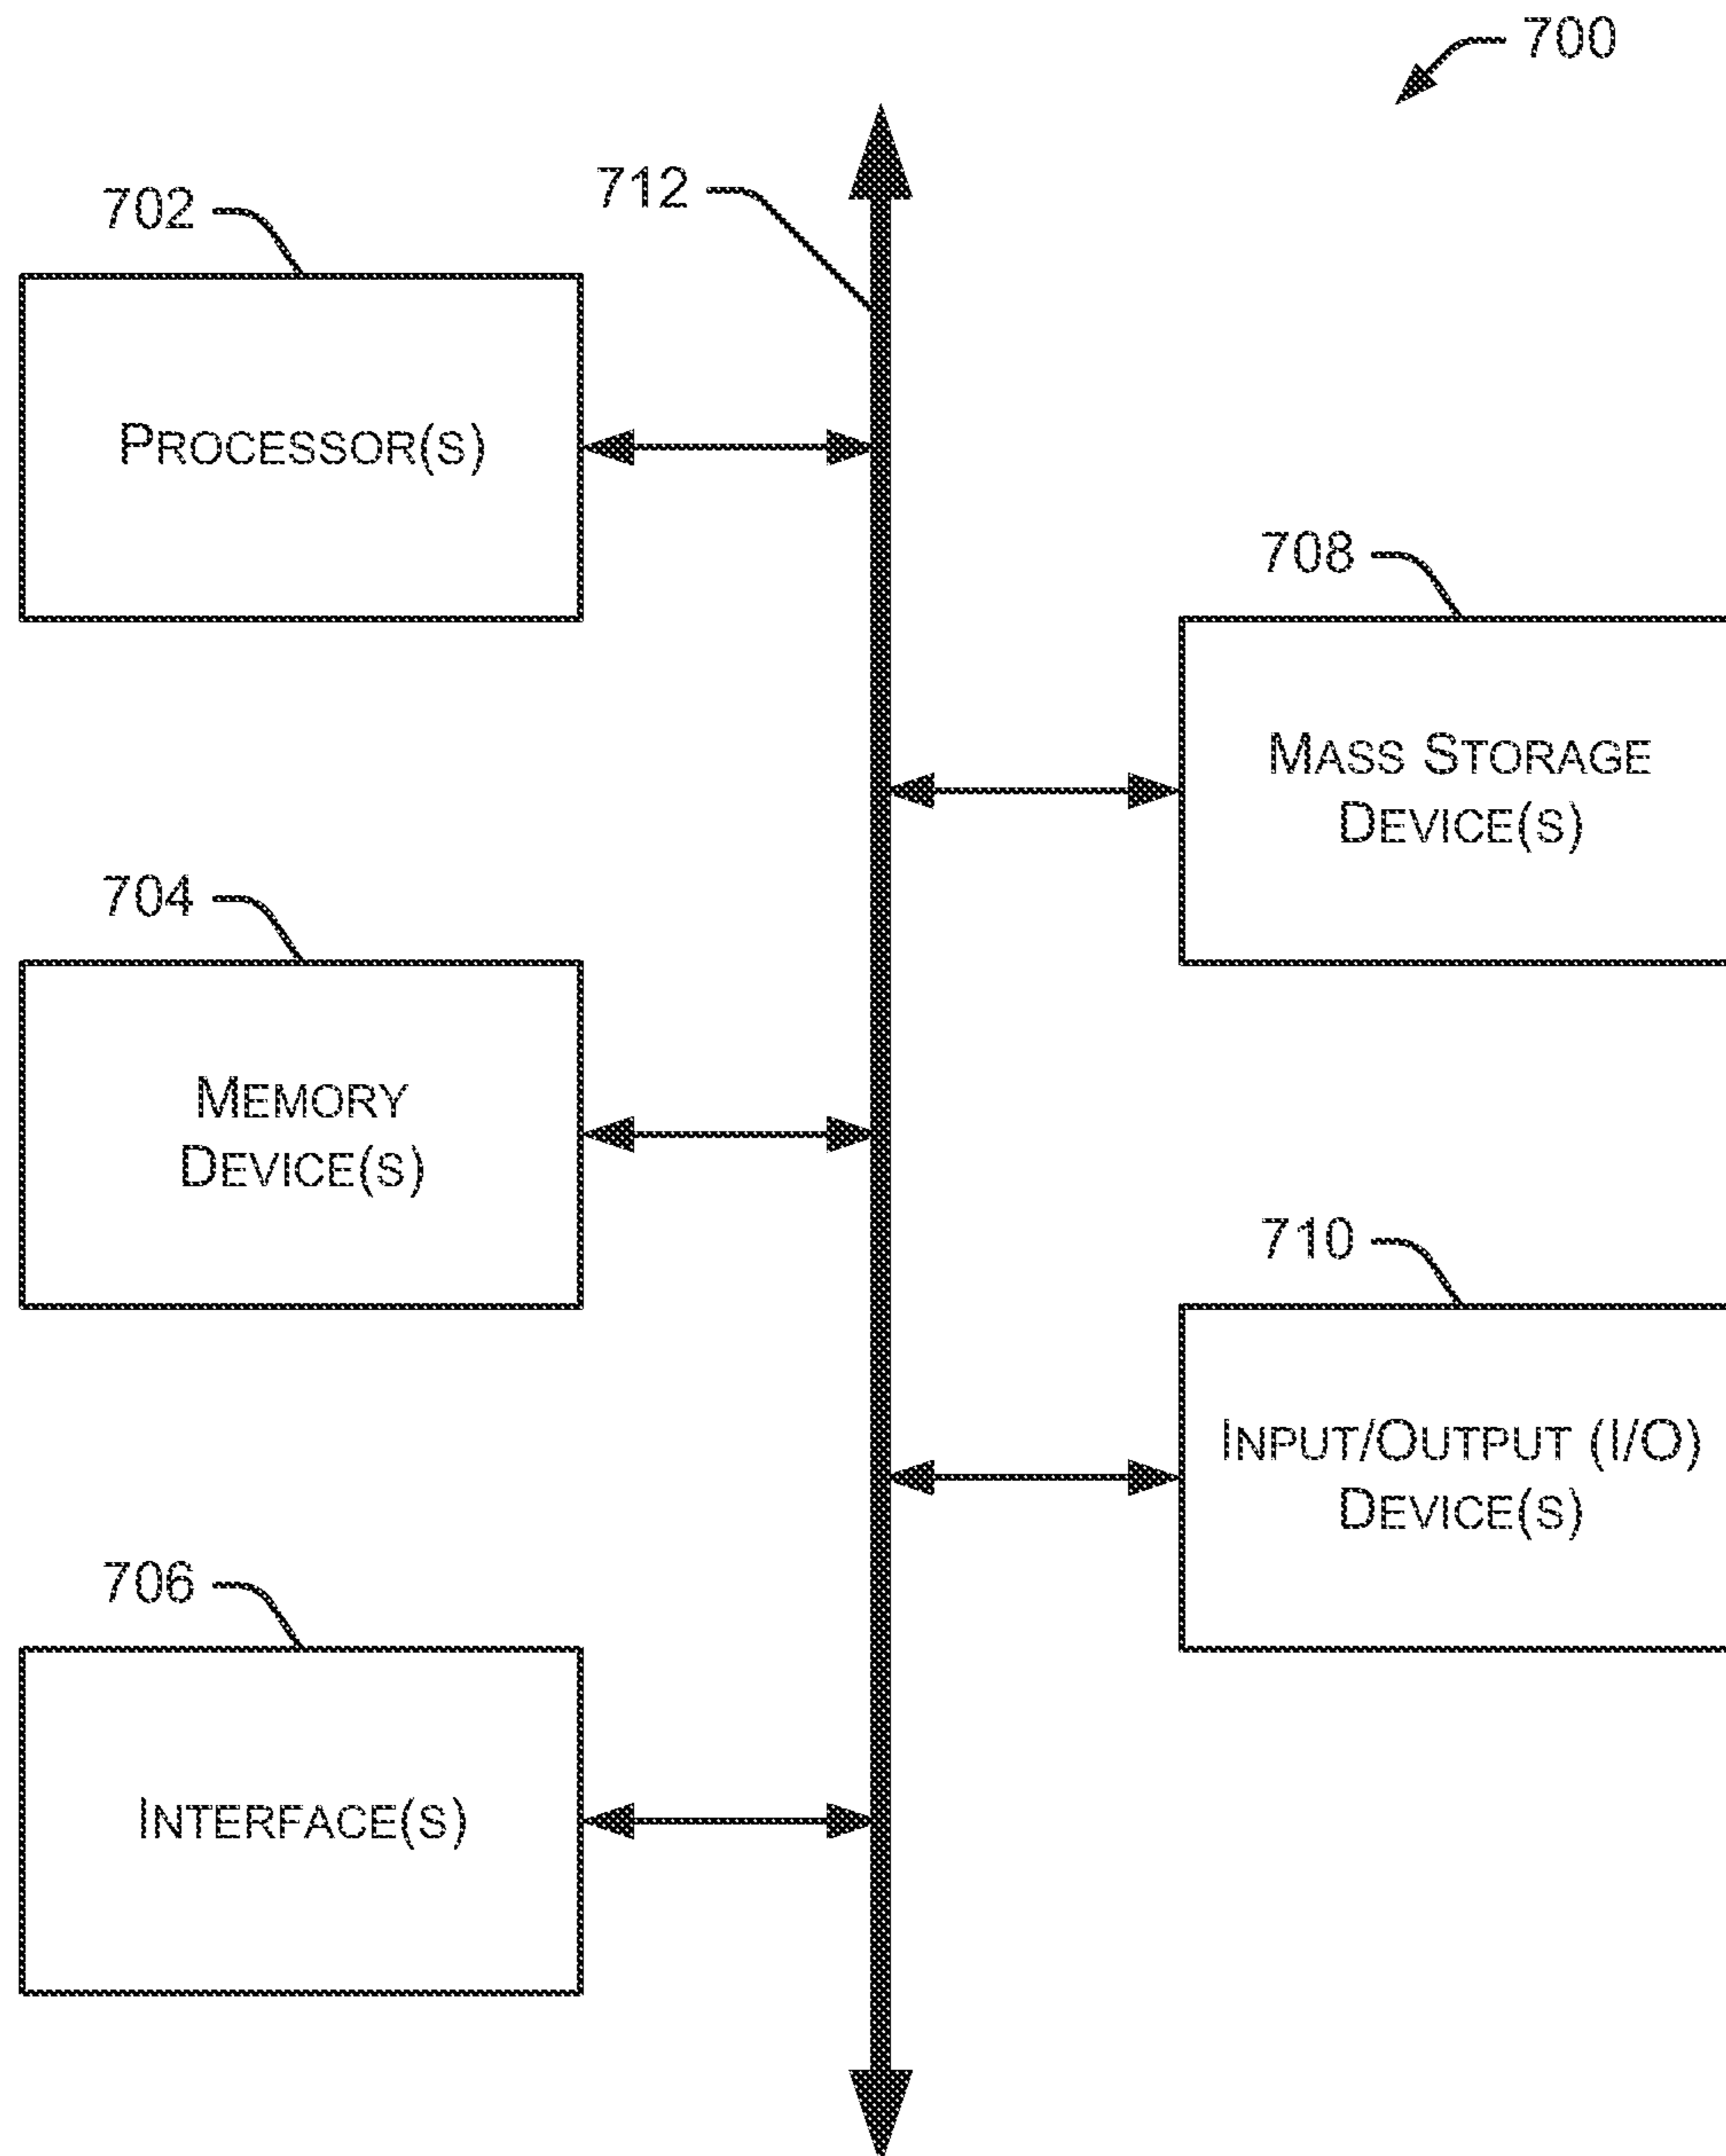 700
712
702
PROCESSOR(S)
708
MASS STORAGE
DEVICE(S)
704
MEMORY
DEVICE(S)
710
INPUT/OUTPUT (I/O)
DEVICE(S)
706
INTERFACE(S)